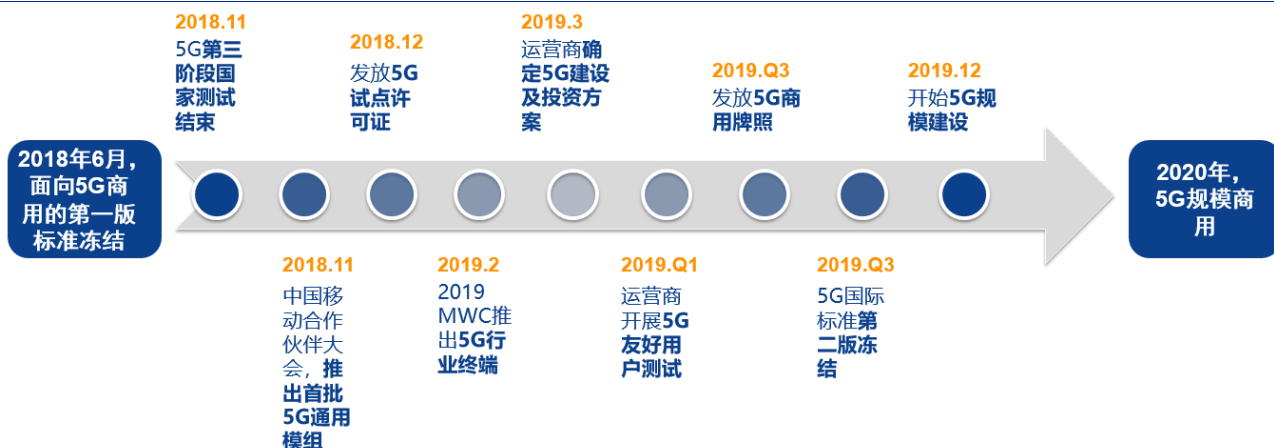 2018年6月，
面向5G商
用的第一版
标准冻结
2018.11
5G第三
阶段国
家测试
结束
2018.11
中国移
动合作
伙伴大
会，推
出首批
5G通用
模组
2018.12
发放5G
试点许
可证
2019.2
2019
MWC推
出5G行
业终端
2019.3
运营商确
定5G建设
及投资方
案
2019.Q1
运营商
开展5G
友好用
户测试
2019.Q3
发放5G商
用牌照
2019.Q3
5G国际
标准第
二版冻
结
2019.12
开始5G规
模建设
2020年，
5G规模商
用